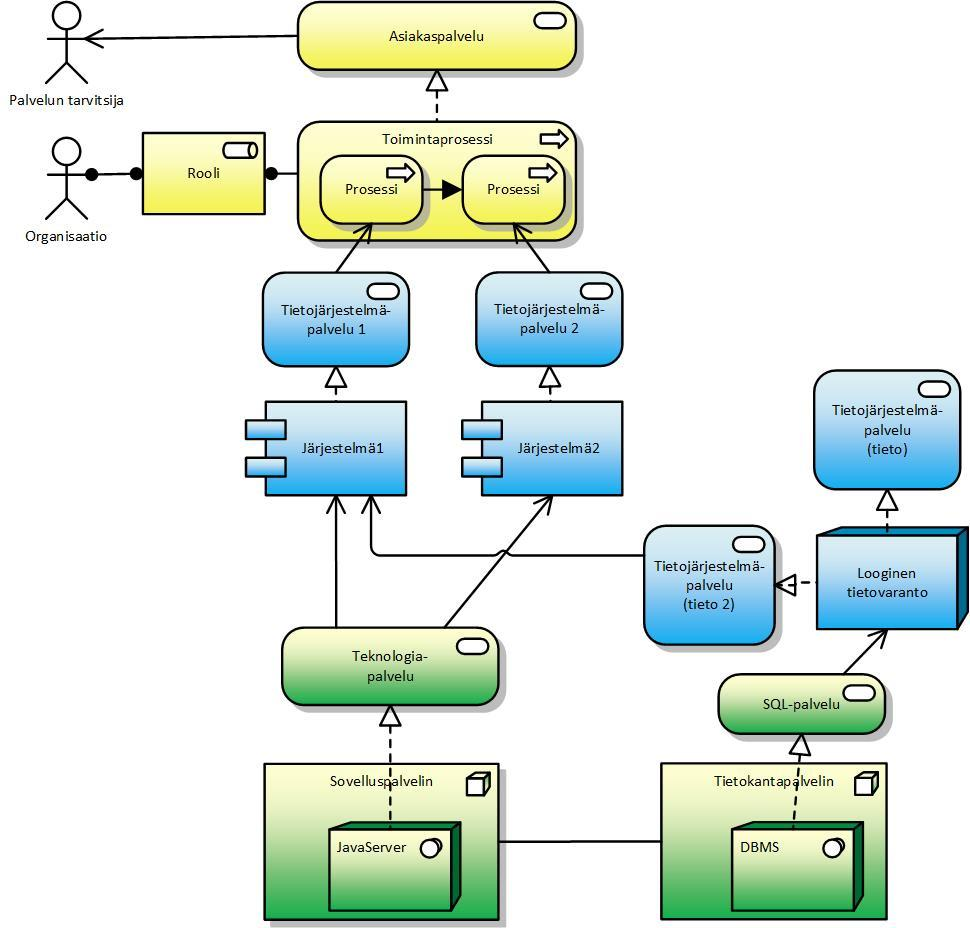 Asiakaspalvelu
Palvelun tarvitsija
Toimintaprosessi
Rooli
Prosessi
Prosessi
Organisaatio
Tietojärjestelmä-
palvelu 1
Tietojärjestelmä-
palvelu 2
Järjestelmä1
Järjestelmä2
Tietojärjestelmä-
palvelu
(tieto)
Tietojärjestelmä-
palvelu
(tieto 2)
Looginen
tietovaranto
Teknologia-
palvelu
SQL-palvelu
Sovelluspalvelin
Tietokantapalvelin
JavaServer
DBMS